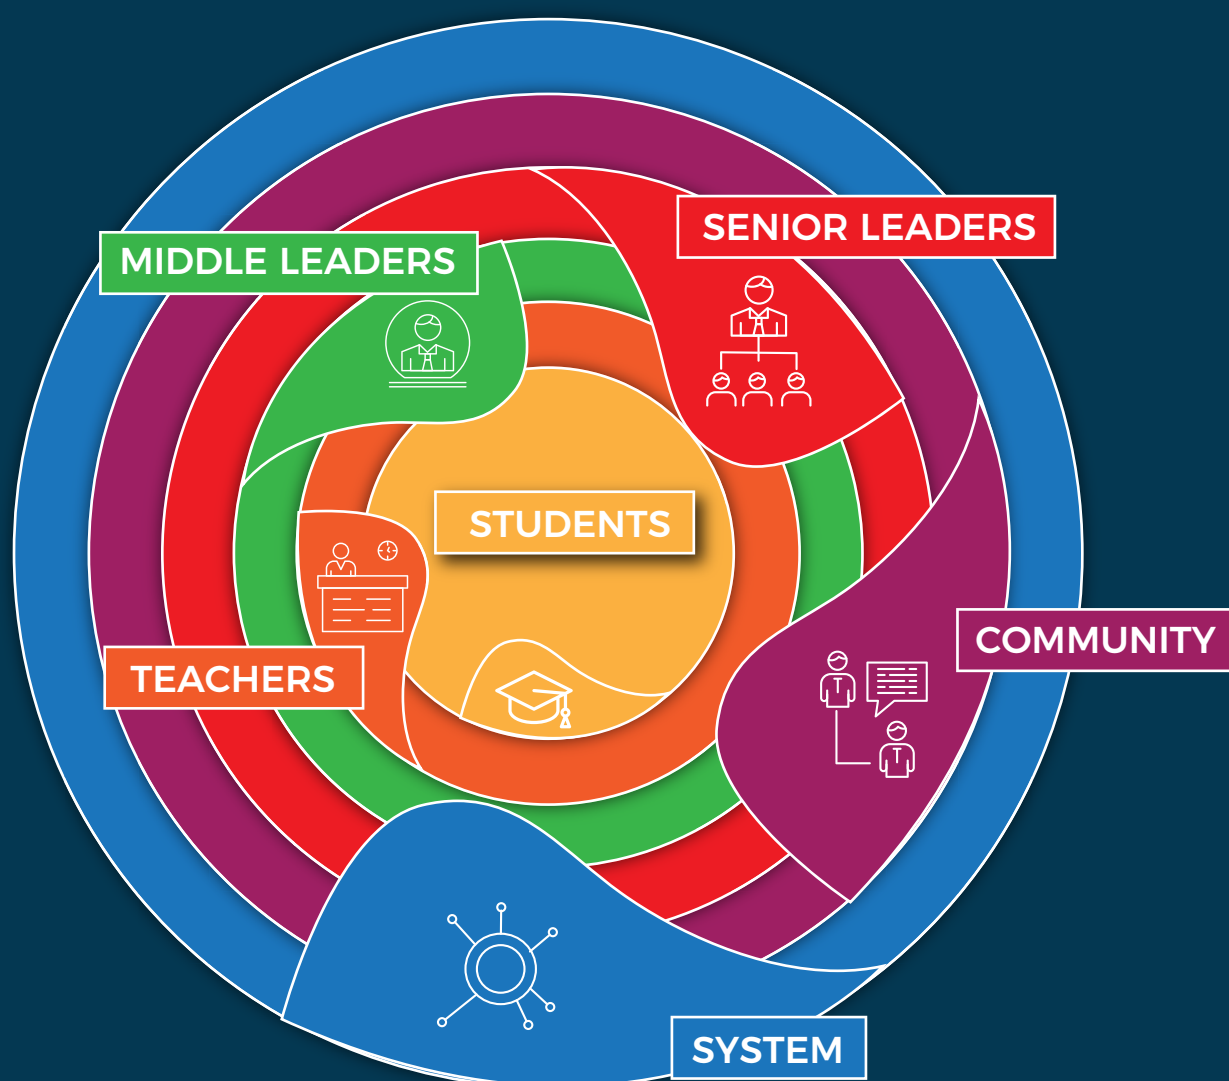 SENIOR LEADERS
MIDDLE LEADERS
STUDENTS
COMMUNITY
TEACHERS
SYSTEM